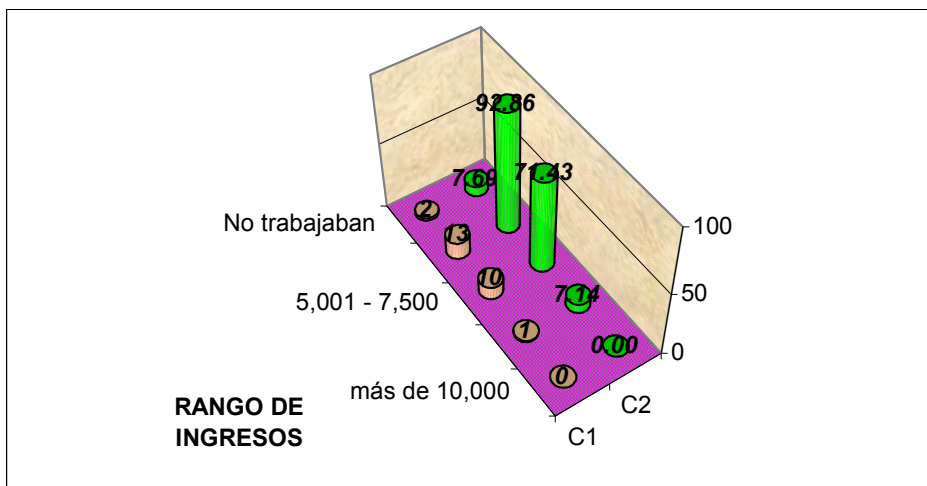 92.86
7.69
71.43
2
No trabajaban
13
100
10
7.14
5,001 - 7,500
50
1
0.00
0
0
más de 10,000
C2
RANGO DE
INGRESOS
C1